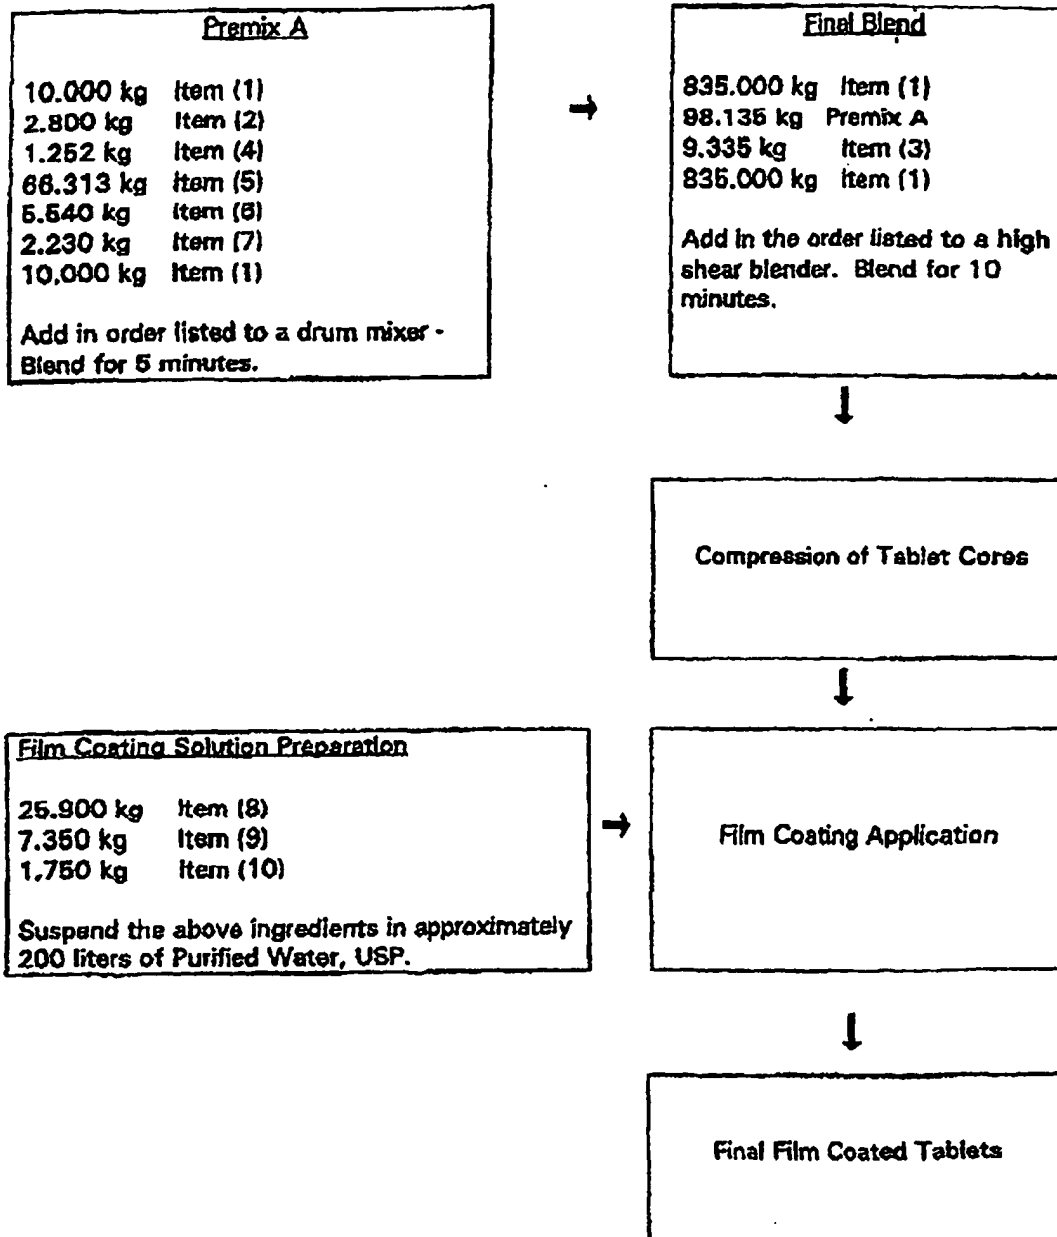 Premix A
10.000 kg Item (1)
2.800 kg Item (2)
1.252 kg Item (4)
66.313 kg Item (5)
5.540 kg Item (6)
2.230 kg Item (7)
10,000 kg Item (1)
Add in order listed to a drum mixer -
Blend for 5 minutes.
→
Final Blend
835.000 kg Item (1)
98.135 kg Premix A
9.335 kg Item (3)
835.000 kg Item (1)
Add in the order listed to a high
shear blender. Blend for 10
minutes.
↓
Compression of Tablet Cores
↓
Film Coating Solution Preparation
25.900 kg Item (8)
7.350 kg Item (9)
1.750 kg Item (10)
Suspend the above ingredients in approximately
200 liters of Purified Water, USP.
→
Film Coating Application
↓
Final Film Coated Tablets